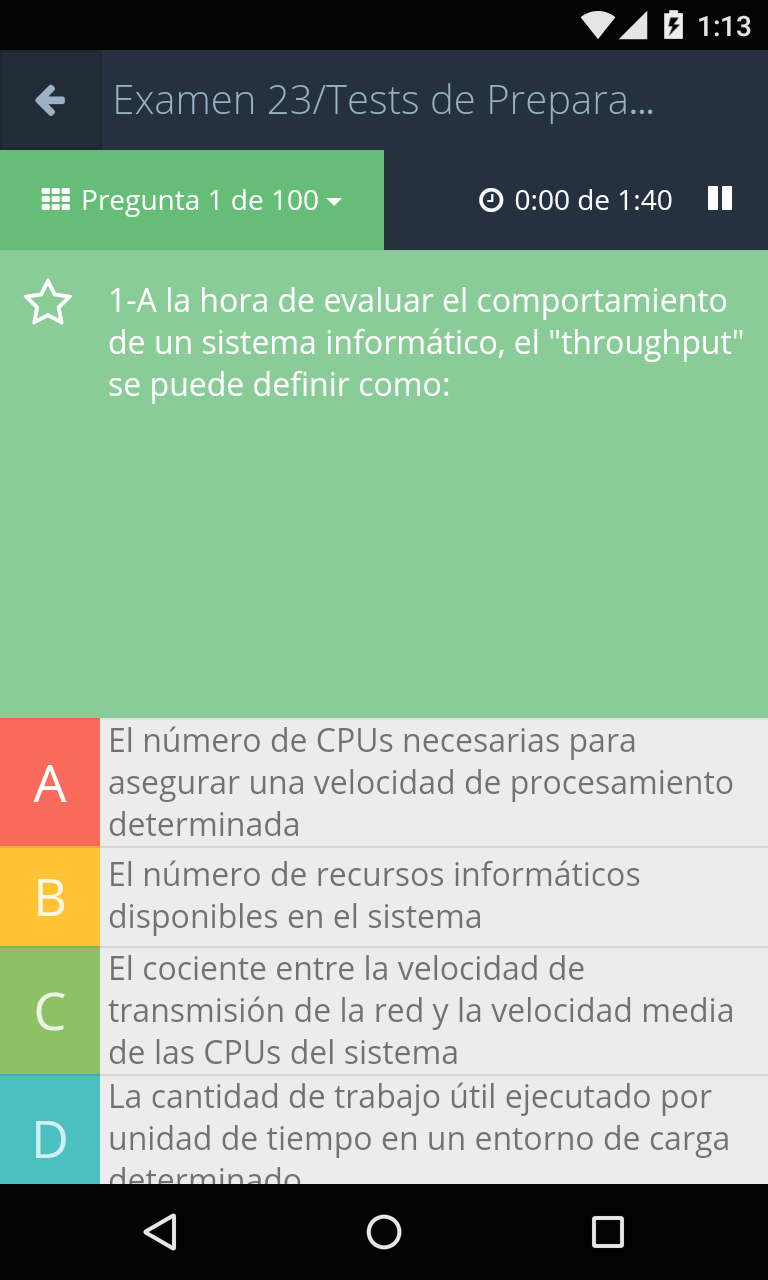 1:13
Examen 23/Tests de Prepara...
Pregunta 1 de 100
0:00 de 1:40
1-A la hora de evaluar el comportamiento
de un sistema informático, el "throughput"
se puede definir como:
A
El número de CPUs necesarias para
asegurar una velocidad de procesamiento
determinada
B
El número de recursos informáticos
disponibles en el sistema
C
El cociente entre la velocidad de
transmisión de la red y la velocidad media
de las CPUs del sistema
D
La cantidad de trabajo útil ejecutado por
unidad de tiempo en un entorno de carga
determinado